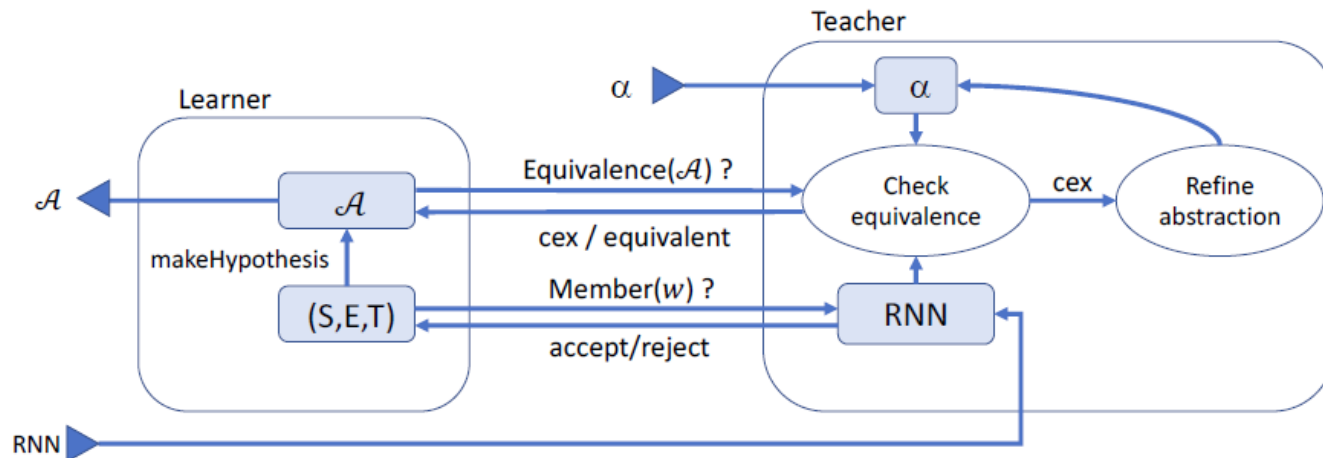 Teacher
Learner
α
α
Equivalence(𝒜) ?
𝒜
𝒜
Check
equivalence
cex
Refine
abstraction
cex / equivalent
makeHypothesis
Member(w) ?
(S,E,T)
RNN
accept/reject
RNN